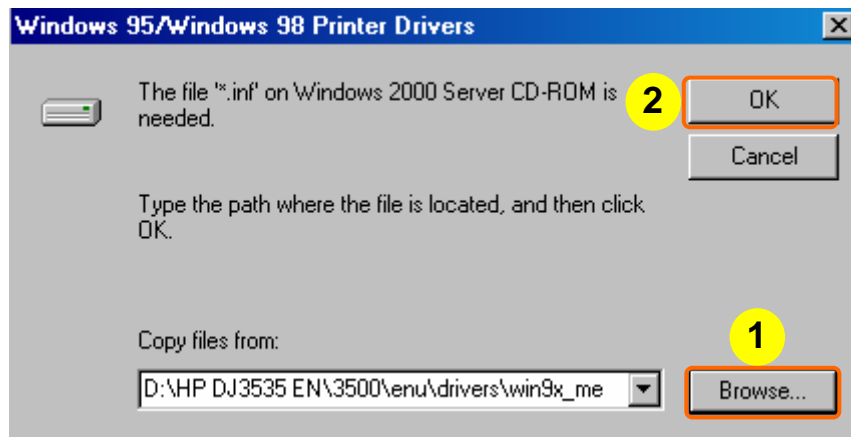 Windows 95/Windows 98 Printer Drivers
The file '*.inf' on Windows 2000 Server CD-ROM is
needed.
2
OK
Cancel
Type the path where the file is located, and then click
OK.
Copy files from:
1
D:\HP DJ3535 EN\3500\enu\drivers\win9x_me
Browse...